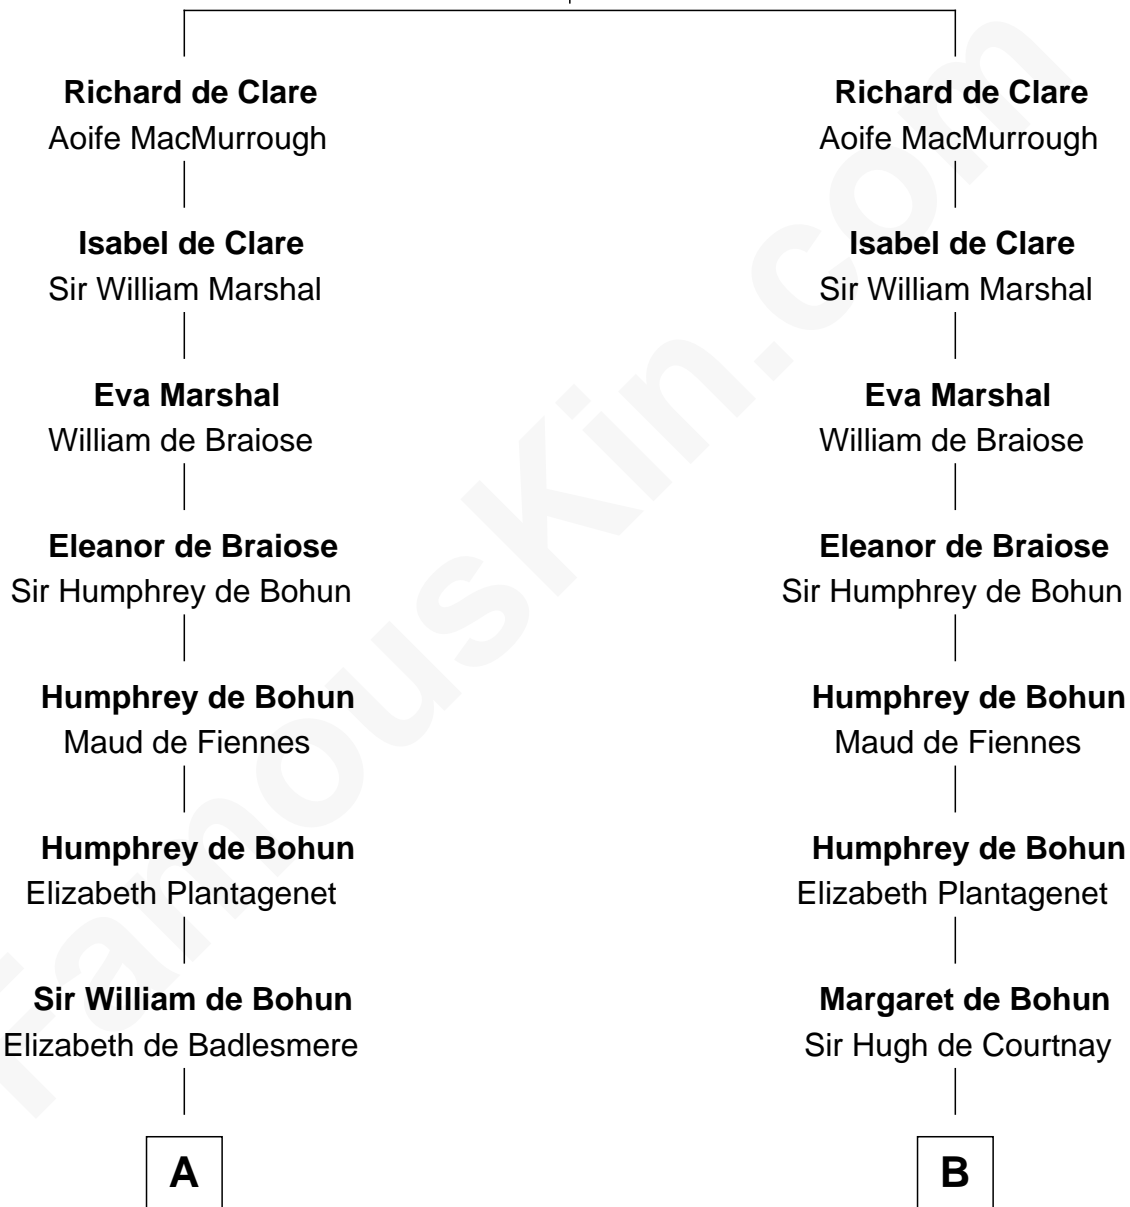 Richard de Clare
Aoife MacMurrough
Isabel de Clare
Sir William Marshal
Eva Marshal
William de Braiose
Eleanor de Braiose
Sir Humphrey de Bohun
Humphrey de Bohun
Maud de Fiennes
Humphrey de Bohun
Elizabeth Plantagenet
Sir William de Bohun
Elizabeth de Badlesmere
A
Richard de Clare
Aoife MacMurrough
Isabel de Clare
Sir William Marshal
Eva Marshal
William de Braiose
Eleanor de Braiose
Sir Humphrey de Bohun
Humphrey de Bohun
Maud de Fiennes
Humphrey de Bohun
Elizabeth Plantagenet
Margaret de Bohun
Sir Hugh de Courtnay
B
FamousKin.com